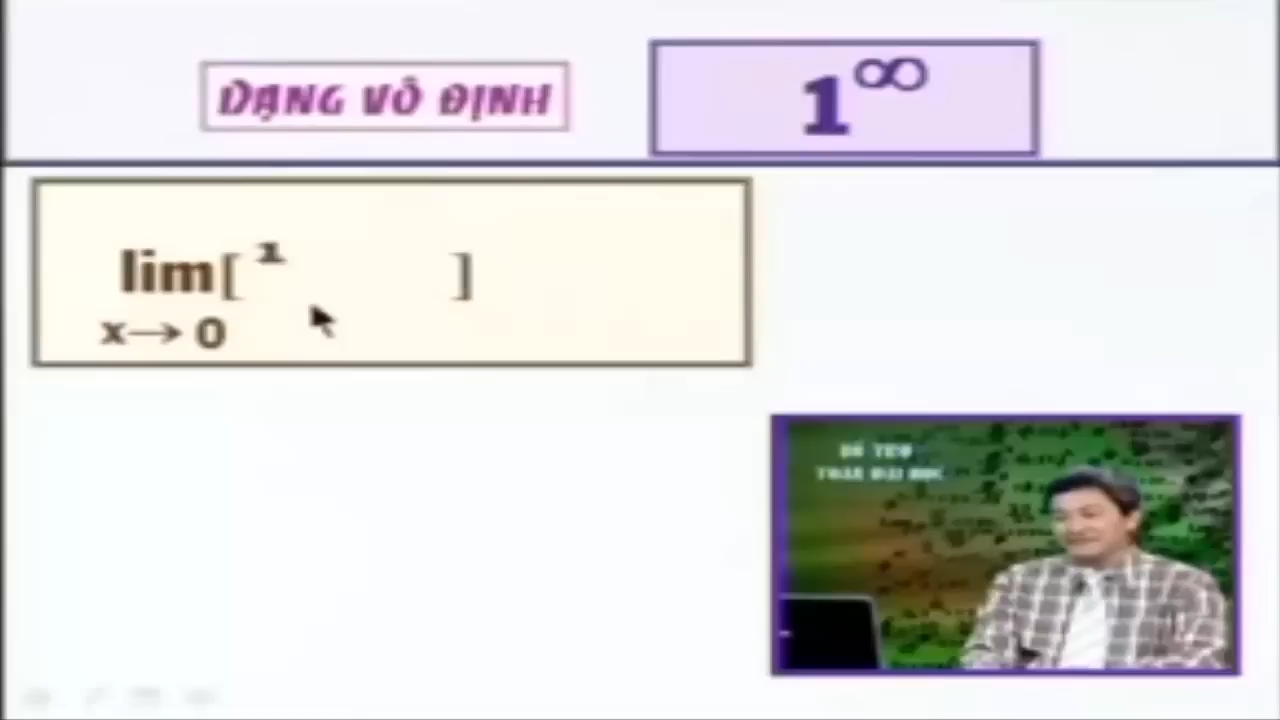 DẠNG VÔ ĐỊNH
1^∞
lim[ ¹ ]
x→ 0